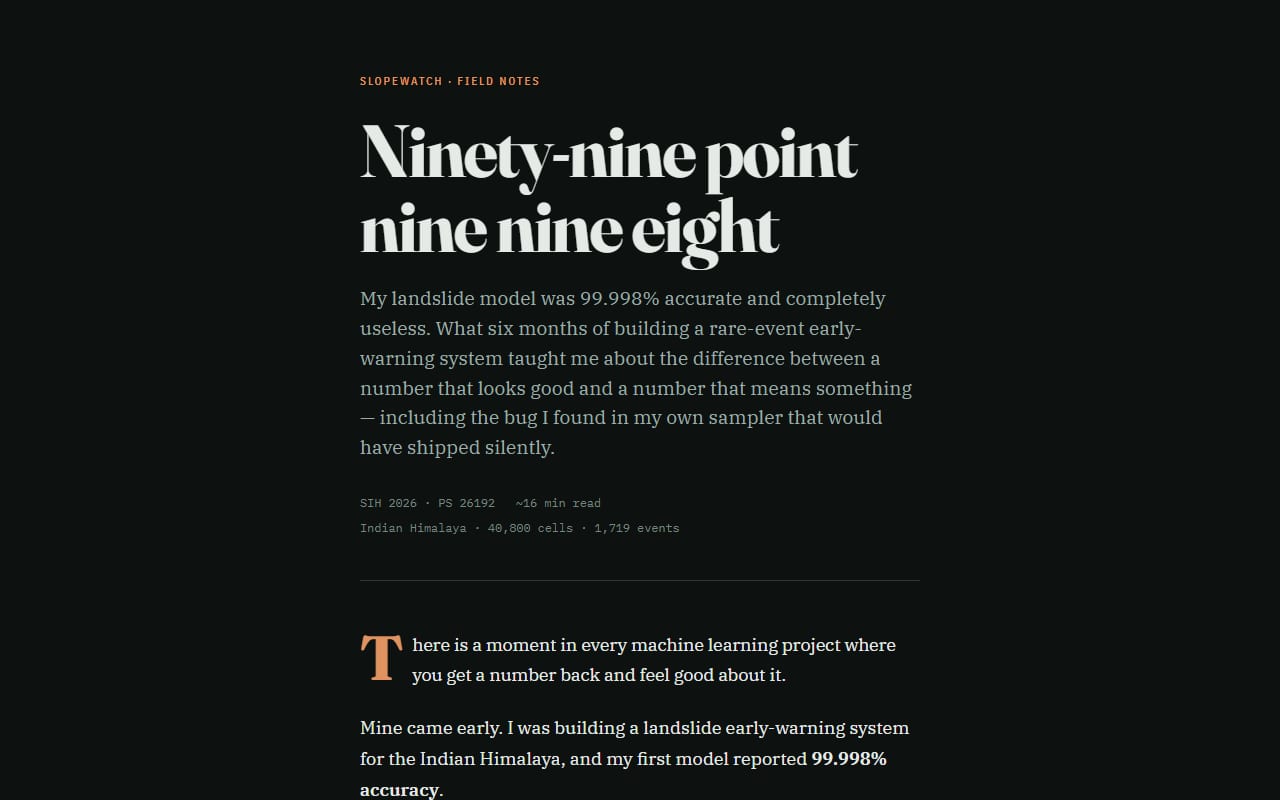 SLOPEWATCH · FIELD NOTES
Ninety-nine point
nine nine eight
My landslide model was 99.998% accurate and completely
useless. What six months of building a rare-event early-
warning system taught me about the difference between a
number that looks good and a number that means something
— including the bug I found in my own sampler that would
have shipped silently.
SIH 2026 · PS 26192 ~16 min read
Indian Himalaya · 40,800 cells · 1,719 events
There is a moment in every machine learning project where
you get a number back and feel good about it.
Mine came early. I was building a landslide early-warning system
for the Indian Himalaya, and my first model reported 99.998%
accuracy.